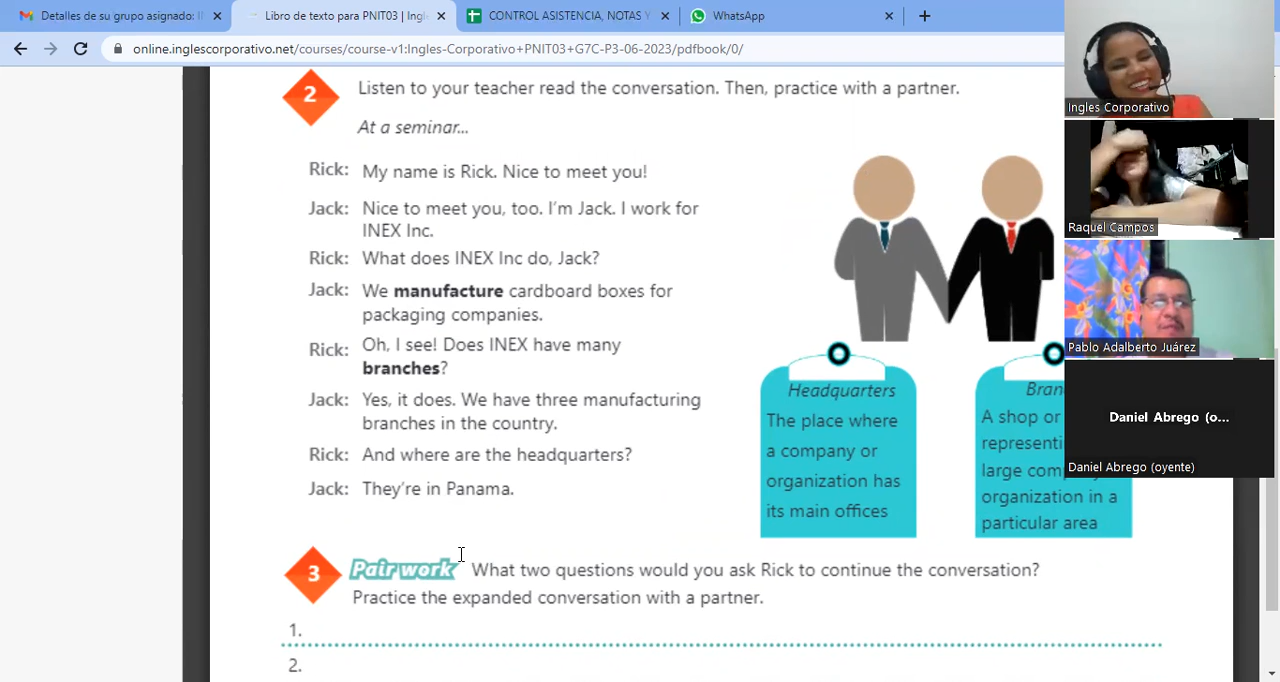 Detalles de su grupo asignado: II
Libro de texto para PNIT03 | Ingl
CONTROL ASISTENCIA, NOTAS Y
WhatsApp
online.inglescorporativo.net/courses/course-v1:Ingles-Corporativo+PNIT03+G7C-P3-06-2023/pdfbook/0/
2
Listen to your teacher read the conversation. Then, practice with a partner.
At a seminar...
Rick: My name is Rick. Nice to meet you!
Jack: Nice to meet you, too. I'm Jack. I work for
INEX Inc.
Rick: What does INEX Inc do, Jack?
Jack: We manufacture cardboard boxes for
packaging companies.
Rick: Oh, I see! Does INEX have many
branches?
Jack: Yes, it does. We have three manufacturing
branches in the country.
Rick: And where are the headquarters?
Jack: They're in Panama.
Headquarters
The place where
a company or
organization has
its main offices
Bran
A shop or
representi
large comp
organization in a
particular area
3
Pair work What two questions would you ask Rick to continue the conversation?
Practice the expanded conversation with a partner.
1.
2.
Ingles Corporativo
Raquel Campos
Pablo Adalberto Juárez
Daniel Abrego (o...
Daniel Abrego (oyente)